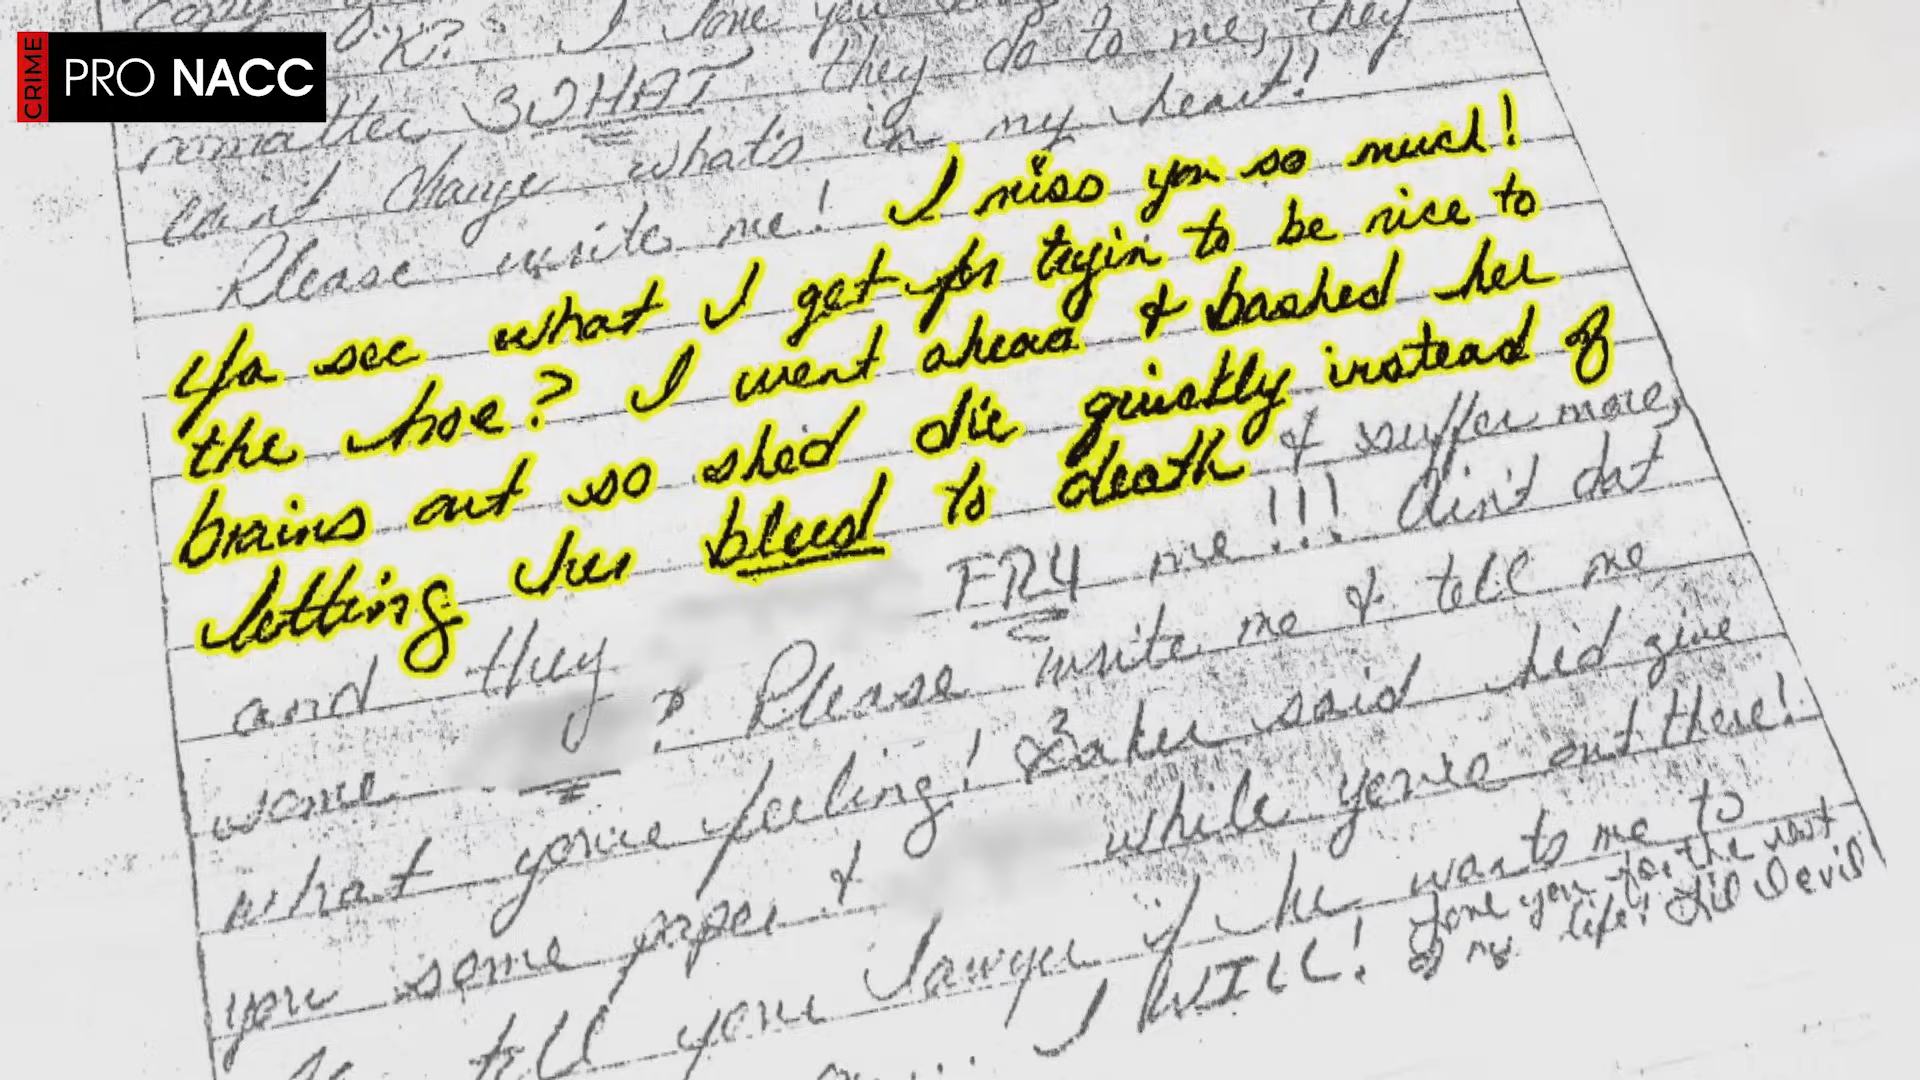 CRIME PRO NACC
O.K? I love you
nomatter WHAT they do to me, they
can't change what's in my heart!
Please write me! I miss you so much!
Ya see what I get for tryin to be nice to
the hoe? I went ahead & bashed her
brains out so shed die quickly instead of
letting her bleed to death & suffer more,
and they FRY me!!! Ain't dat
some ? Please write me & tell me
what you're feeling! said he'd give
you some paper & while you're out there!
tell your lawyer if he wants me to
I WILL! Love you for the rest
of my life! Lil Devil